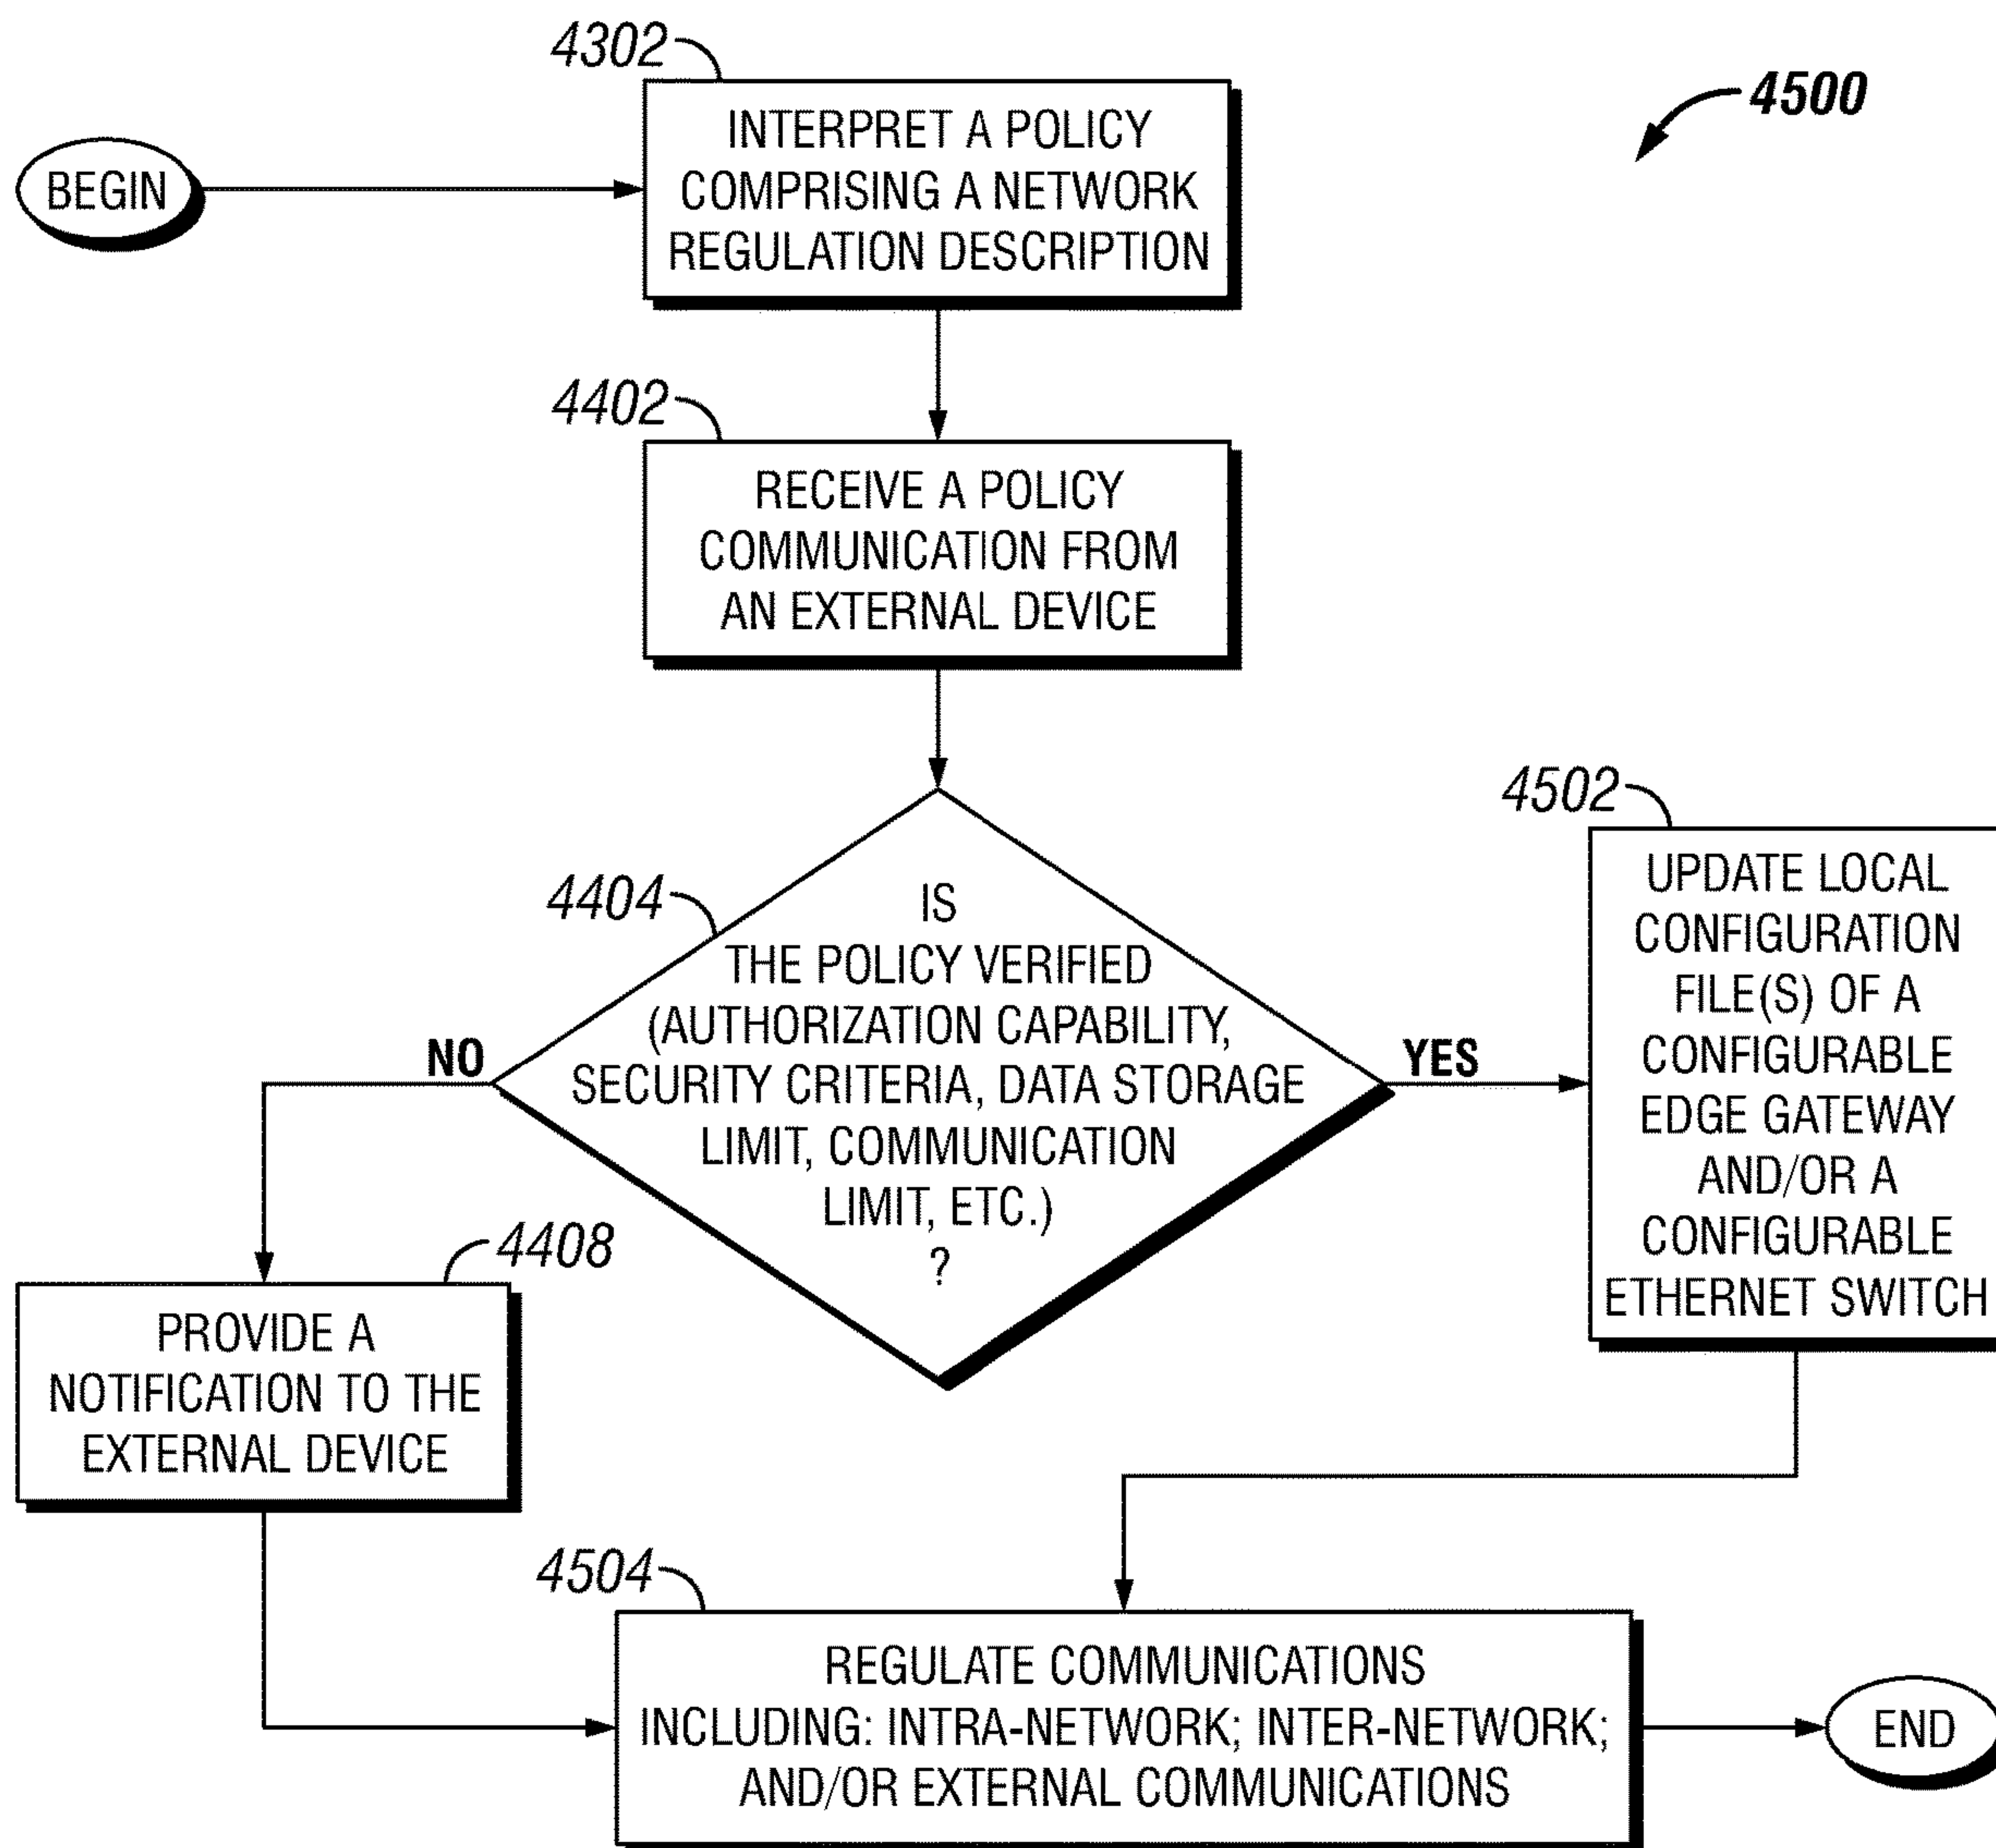 4302
4500
BEGIN
INTERPRET A POLICY
COMPRISING A NETWORK
REGULATION DESCRIPTION
4402
RECEIVE A POLICY
COMMUNICATION FROM
AN EXTERNAL DEVICE
4404
IS
THE POLICY VERIFIED
(AUTHORIZATION CAPABILITY,
SECURITY CRITERIA, DATA STORAGE
LIMIT, COMMUNICATION
LIMIT, ETC.)
?
NO
YES
4502
UPDATE LOCAL
CONFIGURATION
FILE(S) OF A
CONFIGURABLE
EDGE GATEWAY
AND/OR A
CONFIGURABLE
ETHERNET SWITCH
4408
PROVIDE A
NOTIFICATION TO THE
EXTERNAL DEVICE
4504
REGULATE COMMUNICATIONS
INCLUDING: INTRA-NETWORK; INTER-NETWORK;
AND/OR EXTERNAL COMMUNICATIONS
END